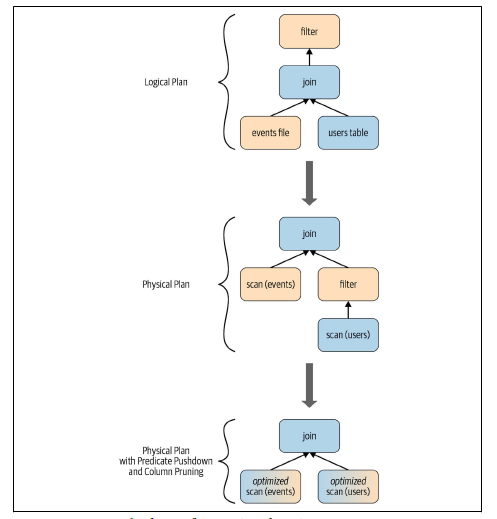 filter
Logical Plan
join
events file
users table
join
Physical Plan
scan (events)
filter
scan (users)
join
Physical Plan
with Predicate Pushdown
and Column Pruning
optimized
scan (events)
optimized
scan (users)